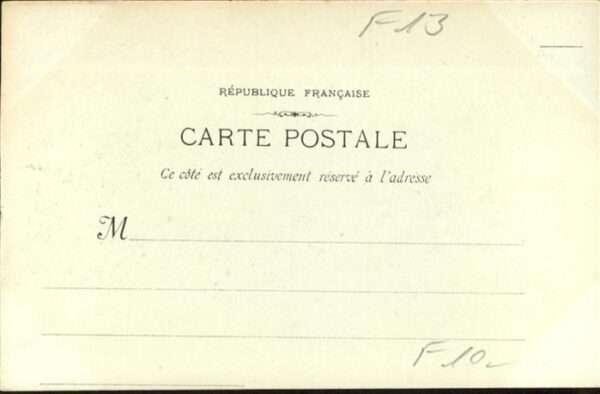 F 13
RÉPUBLIQUE FRANÇAISE
CARTE POSTALE
Ce côté est exclusivement réservé à l'adresse
M
F 10